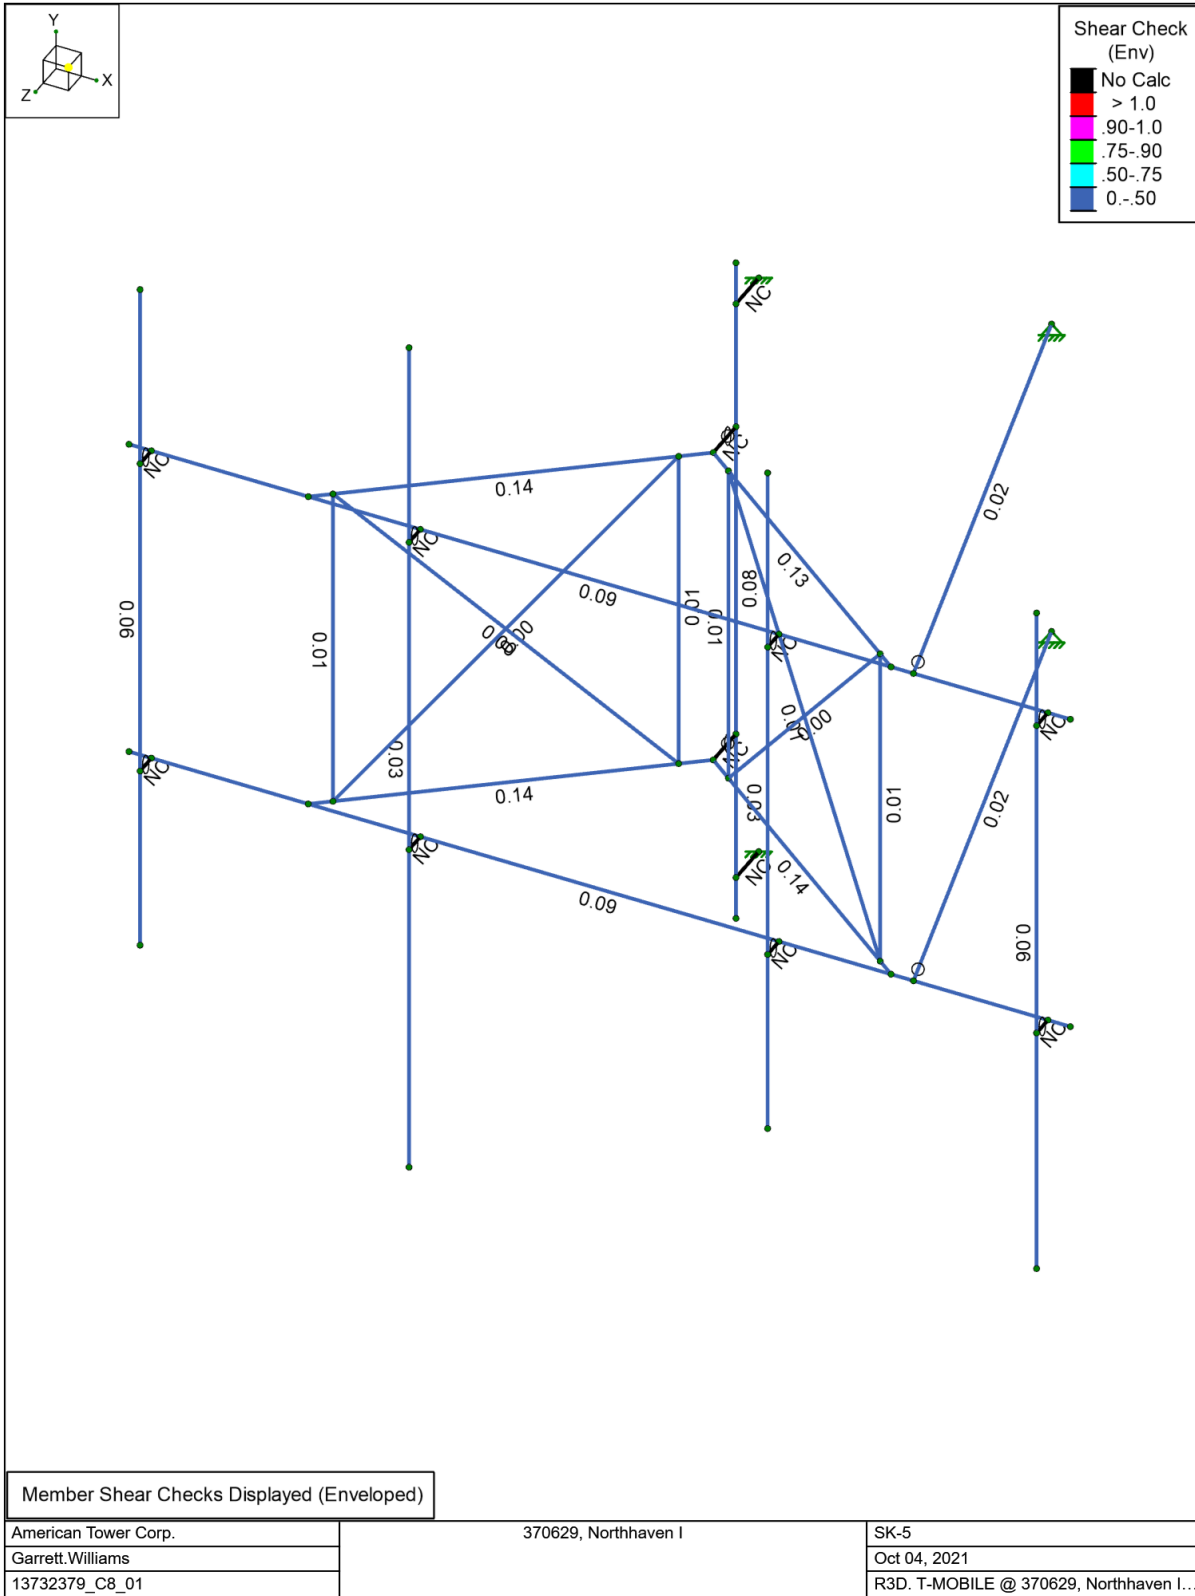 Y
X
Z
Shear Check
(Env)
No Calc
> 1.0
.90-1.0
.75-.90
.50-.75
0.-.50
NC
NC
NC
0.14
0.02
NC
0.13
0.09
0.08
0.01
0.01
0.06
0.01
0.00
NC
0.00
NC
0.03
NC
0.14
0.03
0.01
0.02
NC
NC
NC
0.14
0.09
NC
0.06
NC
Member Shear Checks Displayed (Enveloped)
American Tower Corp.
370629, Northhaven I
SK-5
Garrett.Williams
Oct 04, 2021
13732379_C8_01
R3D. T-MOBILE @ 370629, Northhaven I...